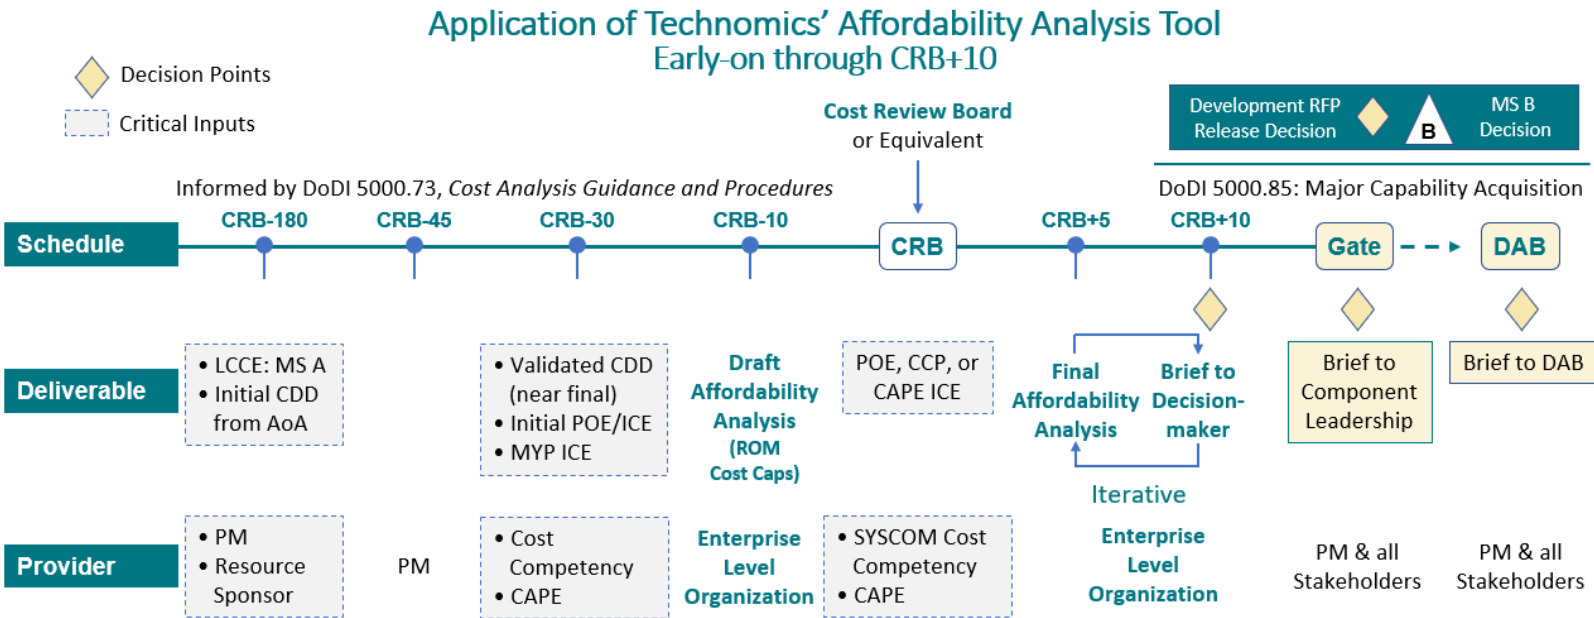 Application of Technomics’ Affordability Analysis Tool
Early-on through CRB+10
Decision Points
Critical Inputs
Cost Review Board
or Equivalent
Development RFP
Release Decision
B
MS B
Decision
Informed by DoDI 5000.73, Cost Analysis Guidance and Procedures
DoDI 5000.85: Major Capability Acquisition
Schedule
CRB-180
CRB-45
CRB-30
CRB-10
CRB
CRB+5
CRB+10
Gate
DAB
Deliverable
• LCCE: MS A
• Initial CDD
from AoA
• Validated CDD
(near final)
• Initial POE/ICE
• MYP ICE
Draft
Affordability
Analysis
(ROM
Cost Caps)
POE, CCP, or
CAPE ICE
Final
Affordability
Analysis
Brief to
Decision-
maker
Iterative
Brief to
Component
Leadership
Brief to DAB
Provider
• PM
• Resource
Sponsor
PM
• Cost
Competency
• CAPE
Enterprise
Level
Organization
• SYSCOM Cost
Competency
• CAPE
Enterprise
Level
Organization
PM & all
Stakeholders
PM & all
Stakeholders